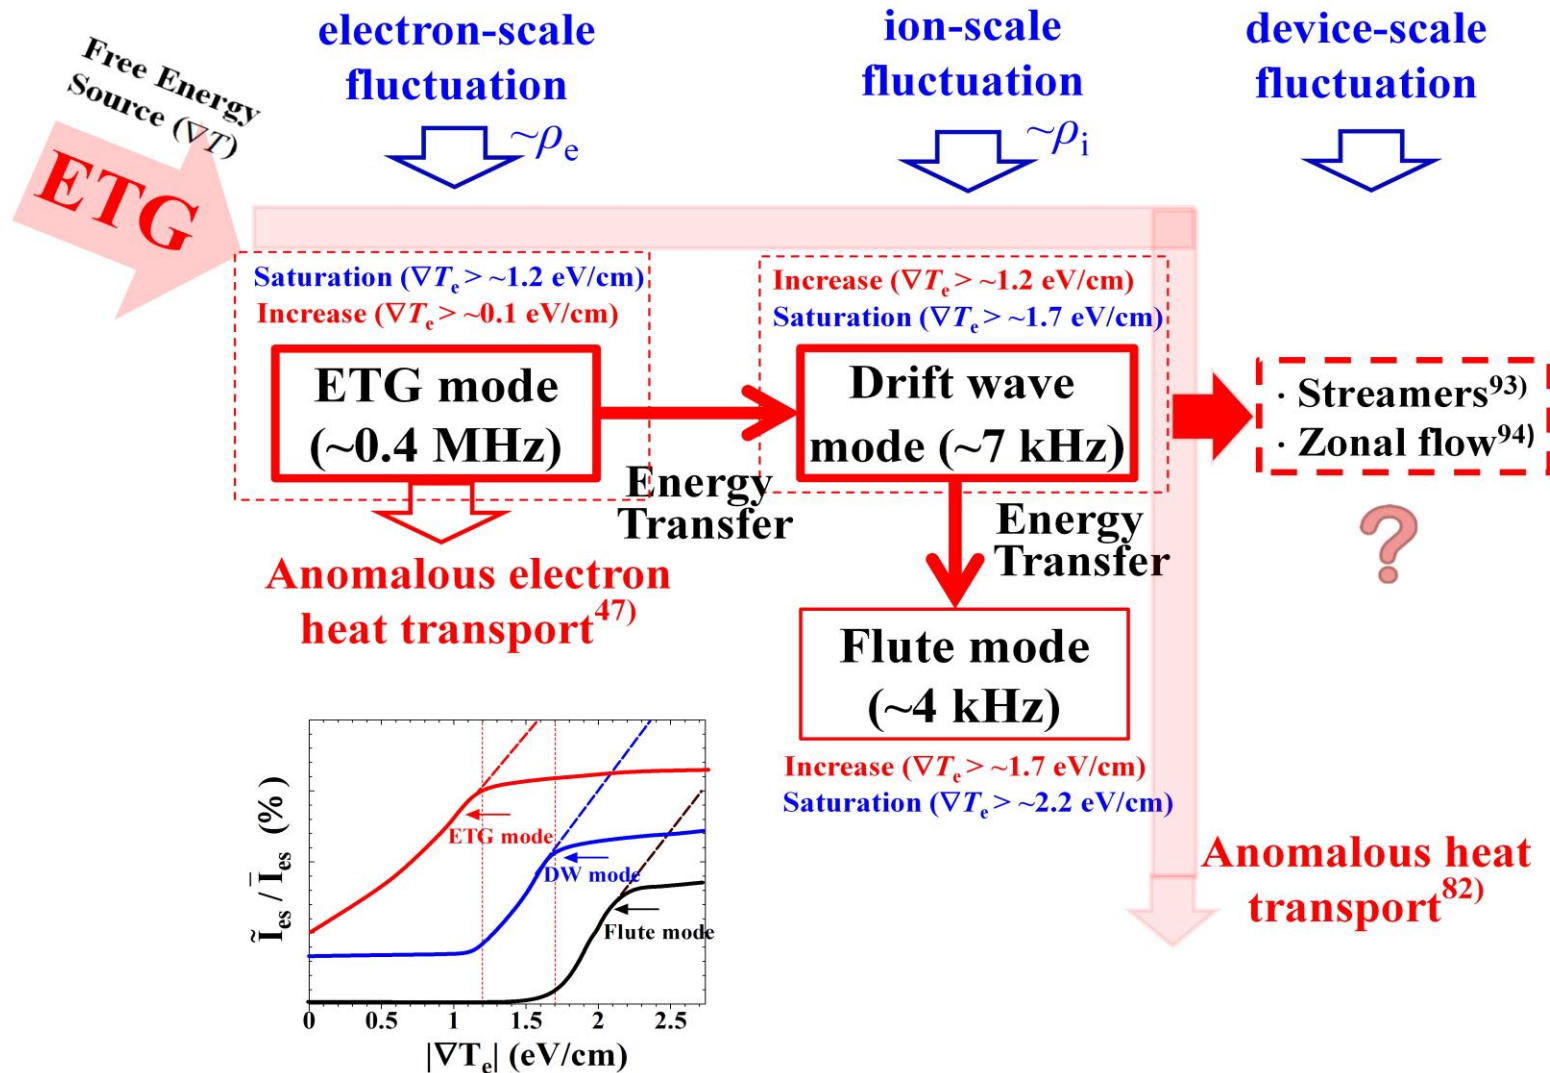 Free Energy
Source (∇T)
ETG
electron-scale
fluctuation
~ρe
ion-scale
fluctuation
~ρi
device-scale
fluctuation
Saturation (∇Te > ~1.2 eV/cm)
Increase (∇Te > ~0.1 eV/cm)
ETG mode
(~0.4 MHz)
Energy
Transfer
Anomalous electron
heat transport47)
Increase (∇Te > ~1.2 eV/cm)
Saturation (∇Te > ~1.7 eV/cm)
Drift wave
mode (~7 kHz)
Energy
Transfer
Flute mode
(~4 kHz)
Increase (∇Te > ~1.7 eV/cm)
Saturation (∇Te > ~2.2 eV/cm)
· Streamers93)
· Zonal flow94)
?
Anomalous heat
transport82)
Ĩes / Īes (%)
ETG mode
DW mode
Flute mode
0 0.5 1 1.5 2 2.5
|∇Te| (eV/cm)